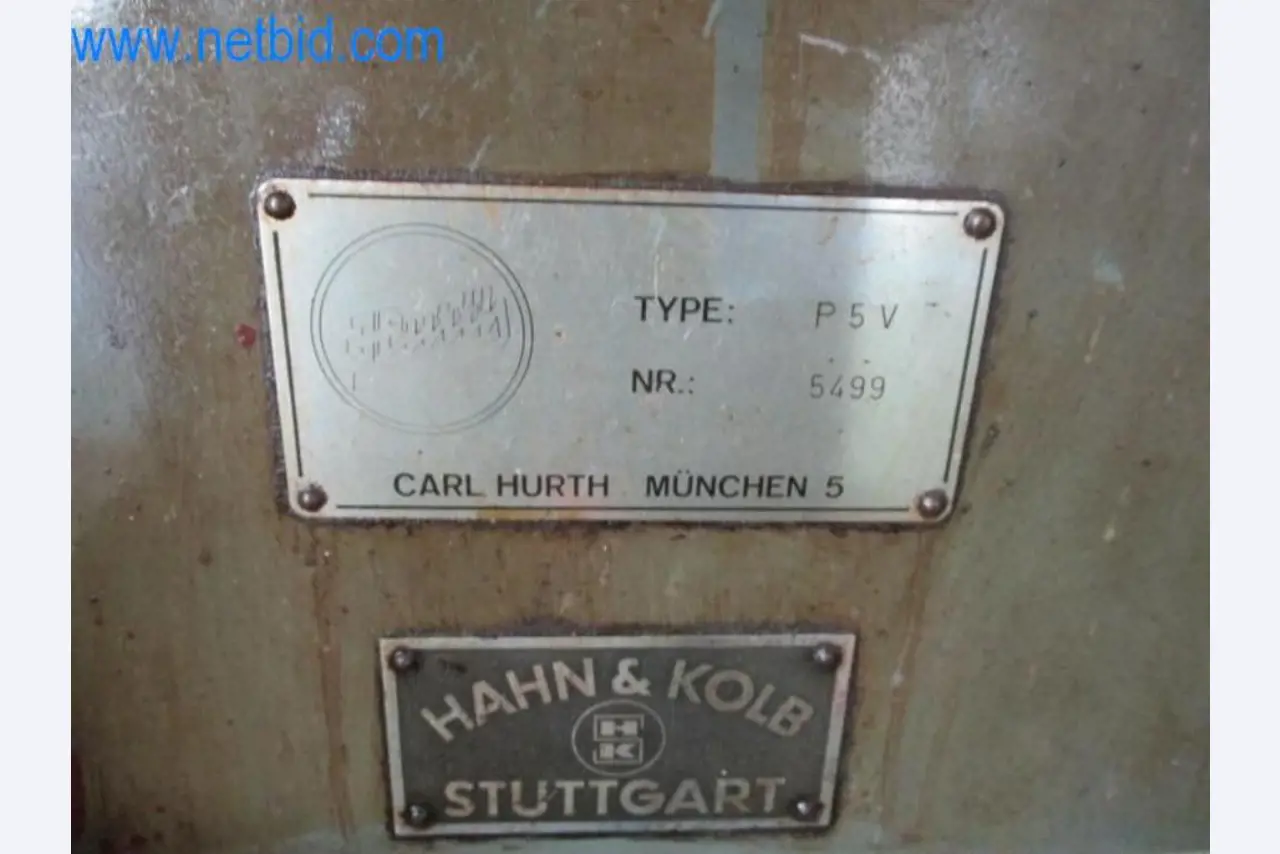 www.netbid.com
TYPE: P 5 V
NR.: 5499
CARL HURTH MÜNCHEN 5
HAHN & KOLB
HK
STUTTGART